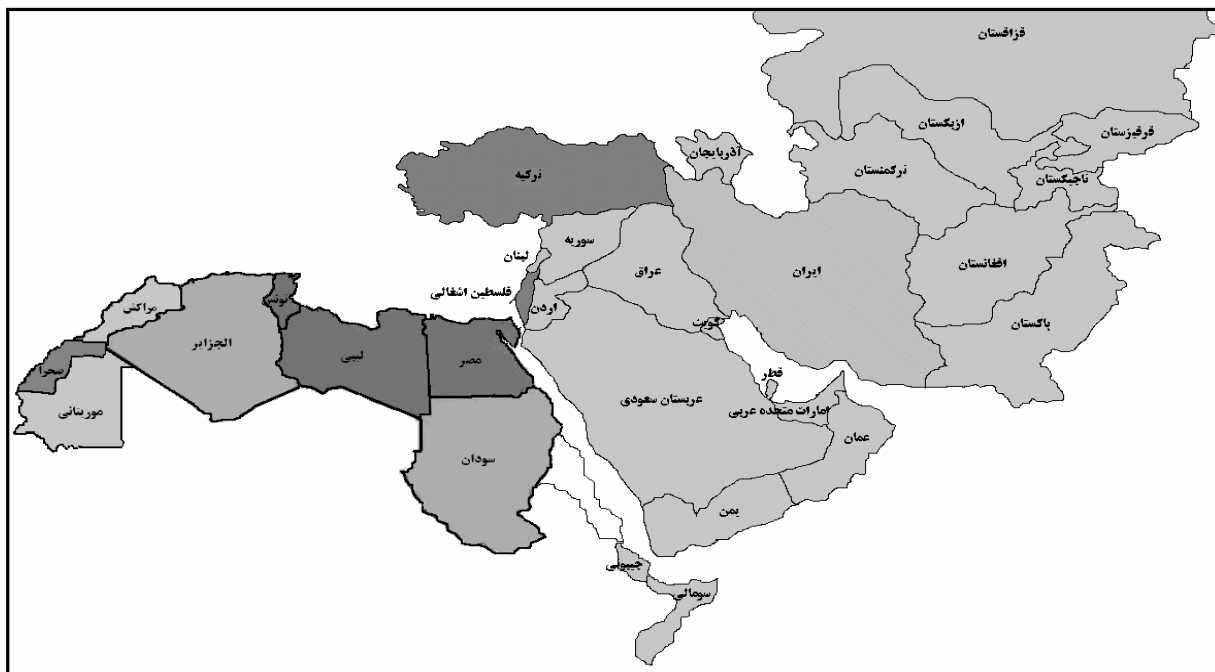 قزاقستان
ازبکستان
قرقیزستان
آذربایجان
ترکمنستان
تاجیکستان
ترکیه
سوریه
لبنان
عراق
ایران
افغانستان
فلسطین اشغالی
اردن
پاکستان
کویت
مراکش
تونس
الجزایر
لیبی
مصر
صحرا
قطر
عربستان سعودی
امارات متحده عربی
موریتانی
عمان
سودان
یمن
جیبوتی
سومالی